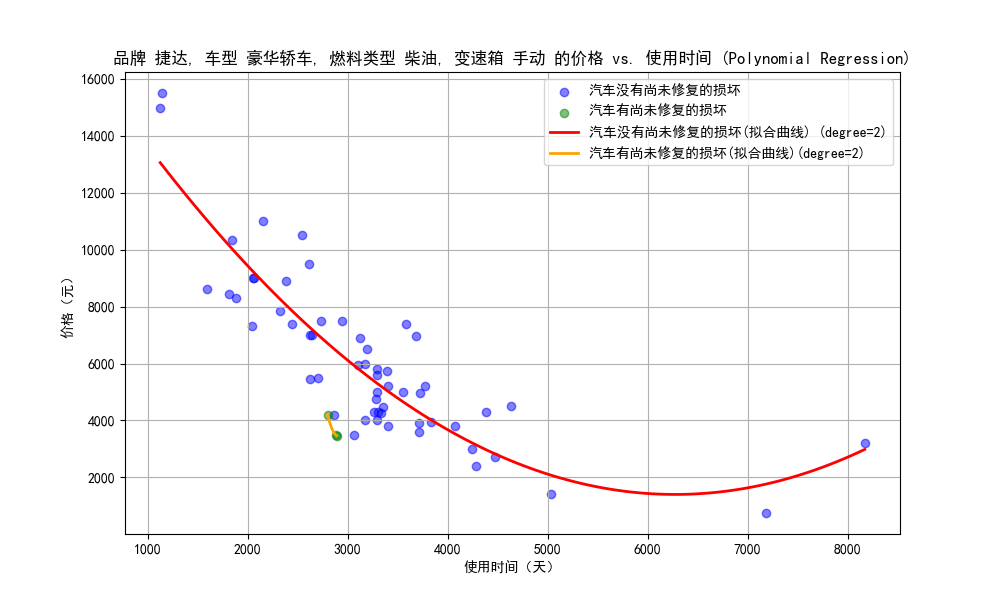 品牌 捷达, 车型 豪华轿车, 燃料类型 柴油, 变速箱 手动 的价格 vs. 使用时间 (Polynomial Regression)
汽车没有尚未修复的损坏
汽车有尚未修复的损坏
汽车没有尚未修复的损坏(拟合曲线) (degree=2)
汽车有尚未修复的损坏(拟合曲线)(degree=2)
价格（元）
16000
14000
12000
10000
8000
6000
4000
2000
1000 2000 3000 4000 5000 6000 7000 8000
使用时间（天）